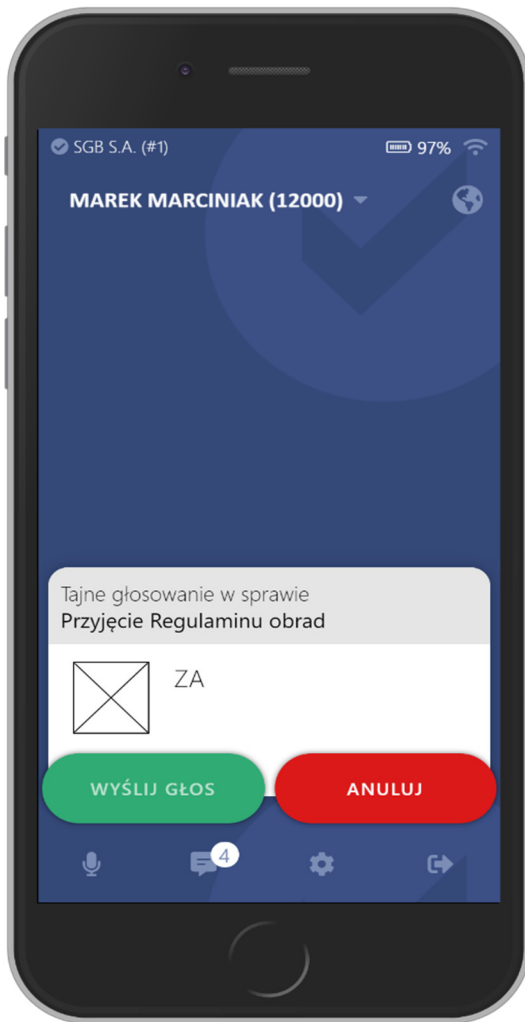 SGB S.A. (#1) 97%
MAREK MARCINIAK (12000)
Tajne głosowanie w sprawie
Przyjęcie Regulaminu obrad
ZA
WYŚLIJ GŁOS ANULUJ
4